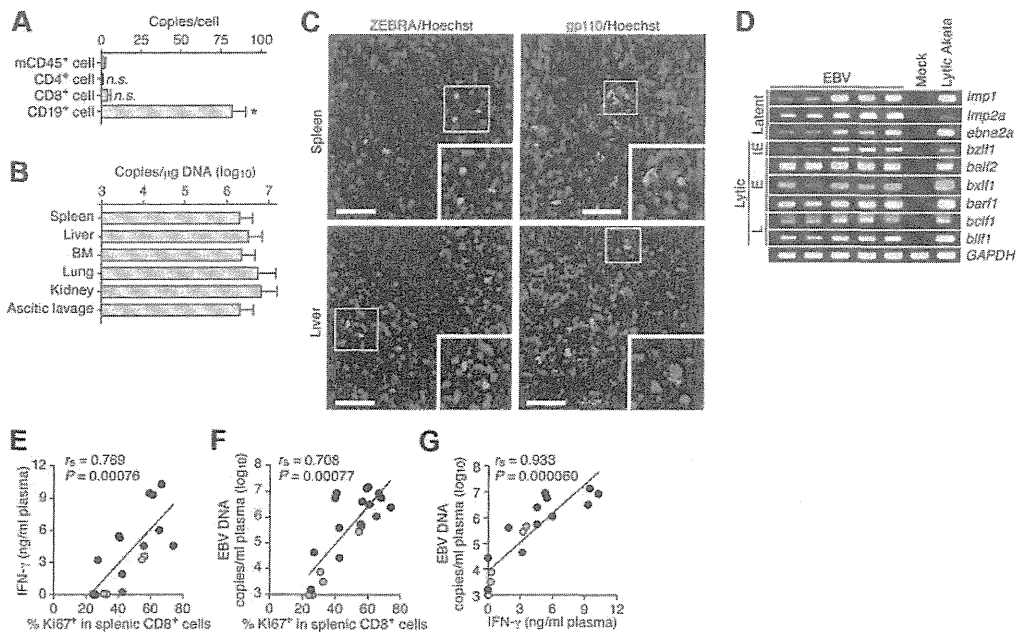 A
Copies/cell
0 25 50 75 100
mCD45⁺ cell
CD4⁺ cell n.s.
CD8⁺ cell n.s.
CD19⁺ cell *
B
Copies/μg DNA (log₁₀)
3 4 5 6 7
Spleen
Liver
BM
Lung
Kidney
Ascitic lavage
C
ZEBRA/Hoechst gp110/Hoechst
Spleen
Liver
D
EBV Mock Lytic Akata
Latent
lmp1
lmp2a
ebna2a
Lytic
IE
bzlf1
E
balf2
bxlf1
barf1
L
bclf1
bllf1
GAPDH
E
rₛ = 0.769
P = 0.00076
IFN-γ (ng/ml plasma)
12
9
6
3
0
0 20 40 60 80
% Ki67⁺ in splenic CD8⁺ cells
F
rₛ = 0.708
P = 0.00077
EBV DNA
copies/ml plasma (log₁₀)
8
7
6
5
4
3
0 20 40 60 80
% Ki67⁺ in splenic CD8⁺ cells
G
rₛ = 0.933
P = 0.000060
EBV DNA
copies/ml plasma (log₁₀)
8
7
6
5
4
3
0 3 6 9 12
IFN-γ (ng/ml plasma)